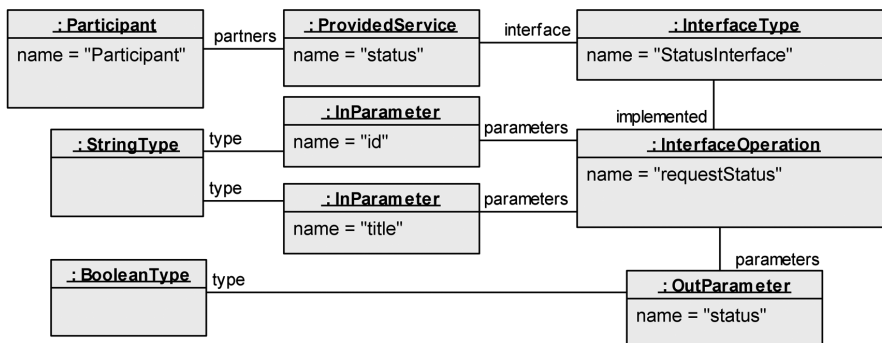 : Participant
name = "Participant"
partners
: ProvidedService
name = "status"
interface
: InterfaceType
name = "StatusInterface"
implemented
: StringType
type
: InParameter
name = "id"
parameters
: InterfaceOperation
name = "requestStatus"
type
: InParameter
name = "title"
parameters
parameters
: BooleanType
type
: OutParameter
name = "status"